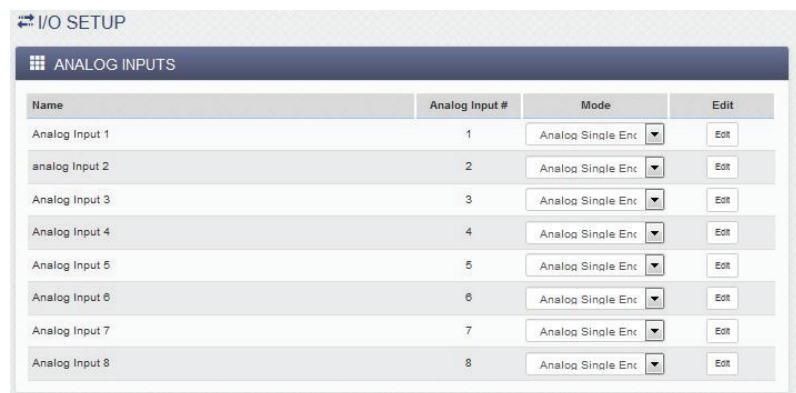 I/O SETUP
ANALOG INPUTS
Name Analog Input # Mode Edit
Analog Input 1 1 Analog Single Enc Edit
analog Input 2 2 Analog Single Enc Edit
Analog Input 3 3 Analog Single Enc Edit
Analog Input 4 4 Analog Single Enc Edit
Analog Input 5 5 Analog Single Enc Edit
Analog Input 6 6 Analog Single Enc Edit
Analog Input 7 7 Analog Single Enc Edit
Analog Input 8 8 Analog Single Enc Edit